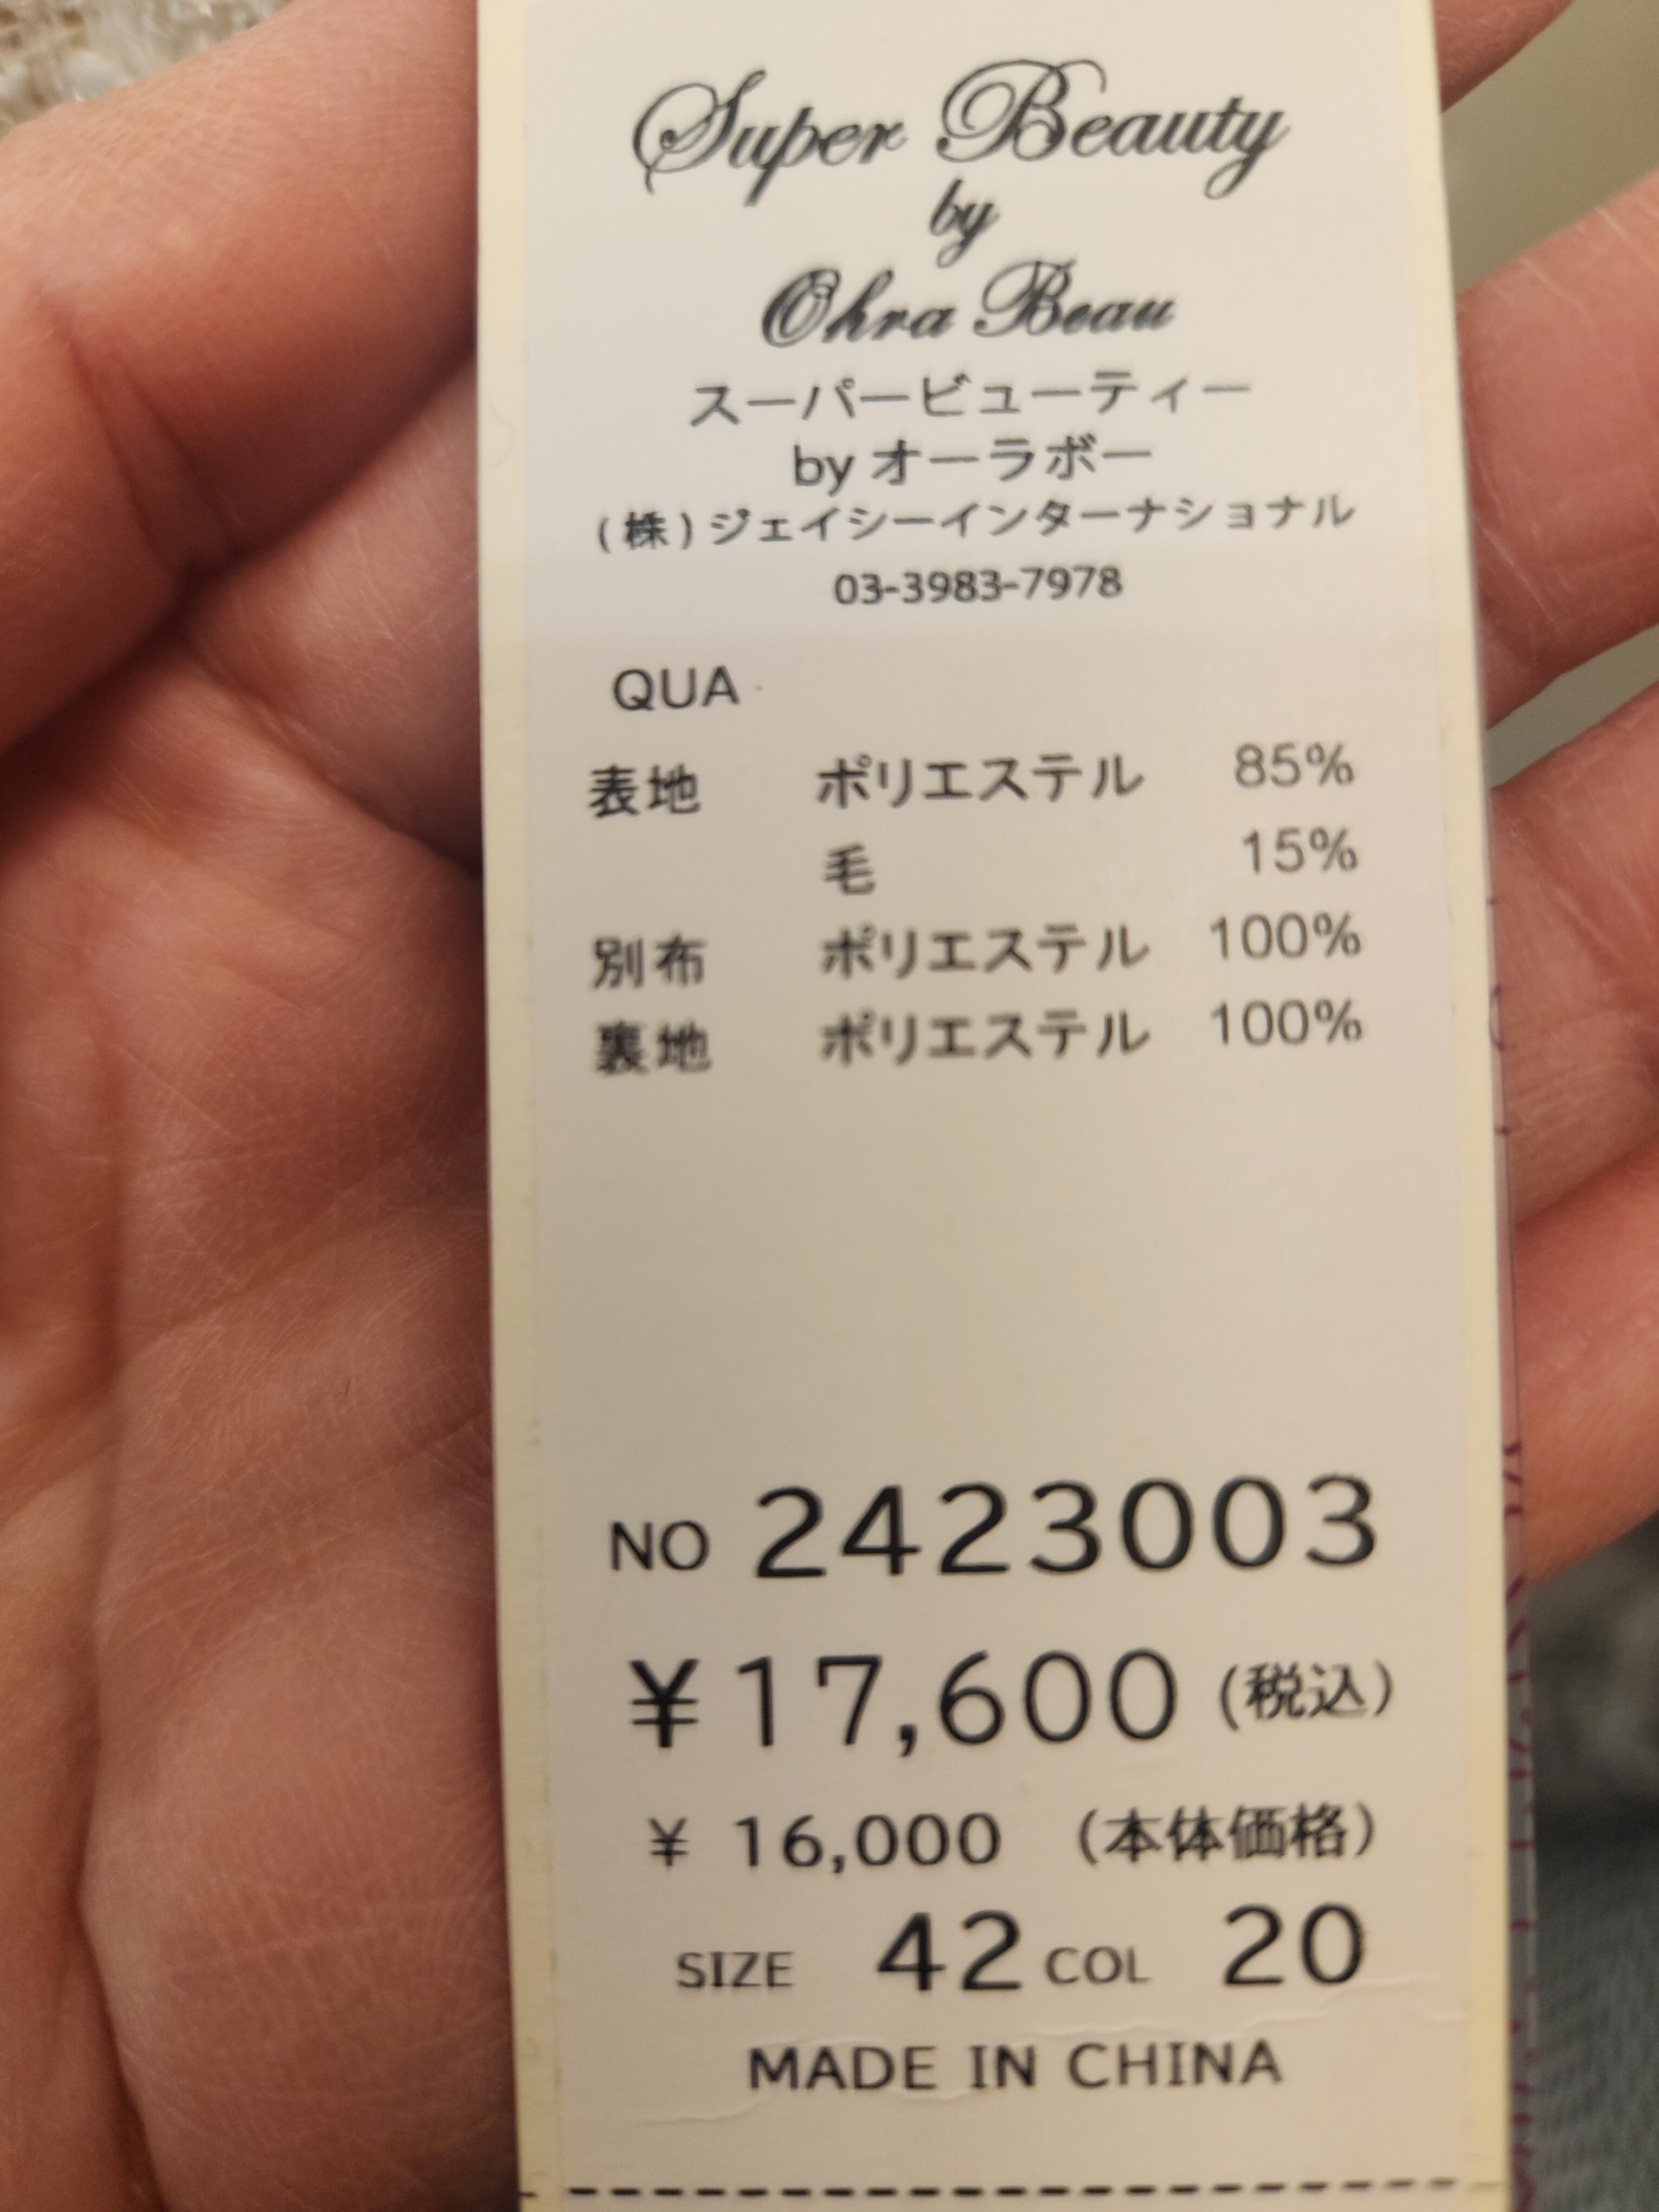 Super Beauty
by
Ohra Beau
スーパービューティー
by オーラボー
(株)ジェイシーインターナショナル
03-3983-7978
QUA
表地 ポリエステル 85%
毛 15%
別布 ポリエステル 100%
裏地 ポリエステル 100%
NO 2423003
¥17,600 (税込)
¥ 16,000 (本体価格)
SIZE 42 COL 20
MADE IN CHINA